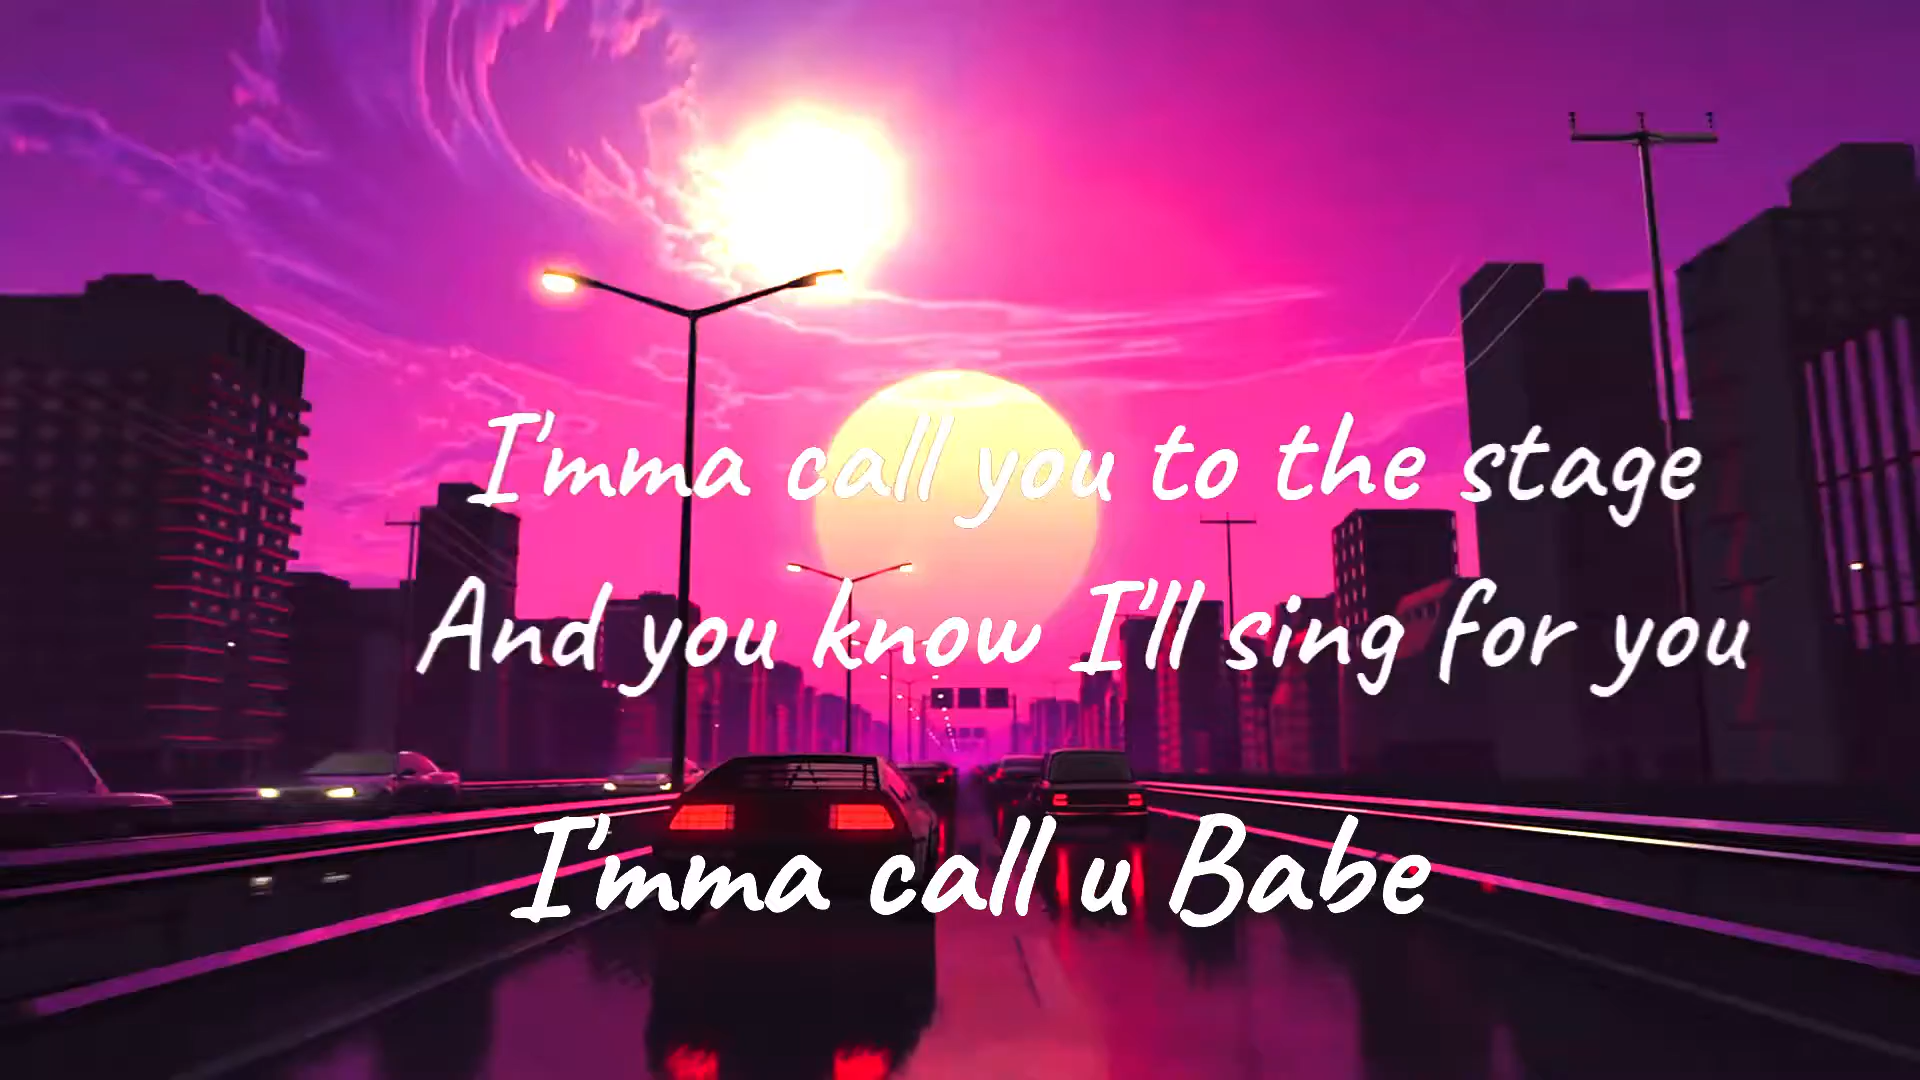 I'mma call you to the stage
And you know I'll sing for you
I'mma call u Babe